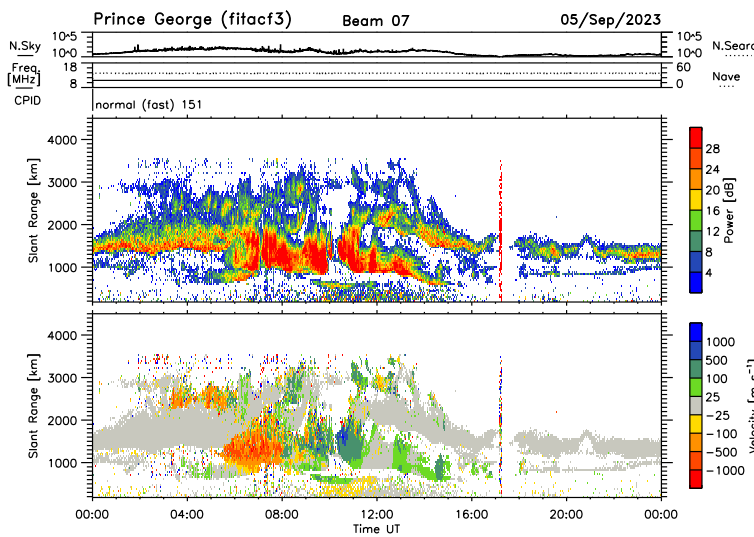 Prince George (fitacf3) Beam 07 05/Sep/2023
N.Sky 10^5 10^0 10^5 10^0 N.Searc
Freq. [MHz] 18 8 60 0 Nave
CPID normal (fast) 151
Slant Range [km] 4000 3000 2000 1000
28 24 20 16 12 8 4 Power [dB]
Slant Range [km] 4000 3000 2000 1000
1000 500 100 25 -25 -100 -500 -1000 Velocity [m s^-1]
00:00 04:00 08:00 12:00 16:00 20:00 00:00
Time UT